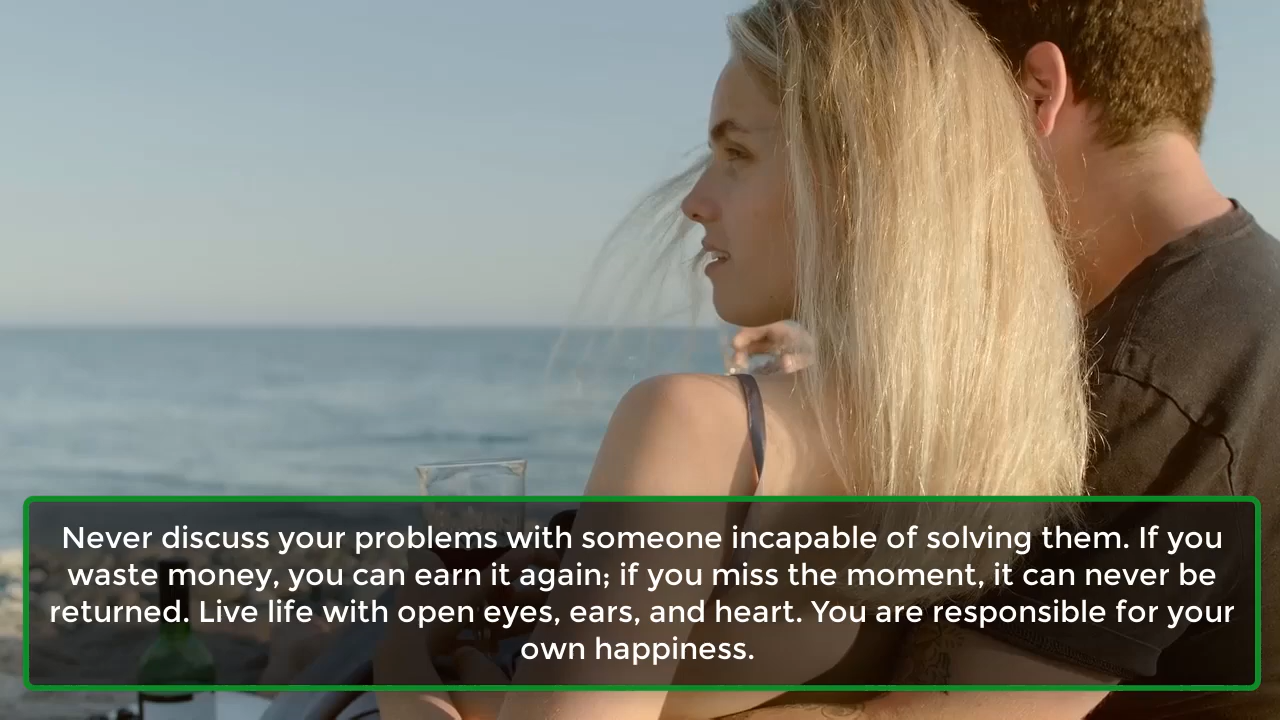 Never discuss your problems with someone incapable of solving them. If you
waste money, you can earn it again; if you miss the moment, it can never be
returned. Live life with open eyes, ears, and heart. You are responsible for your
own happiness.